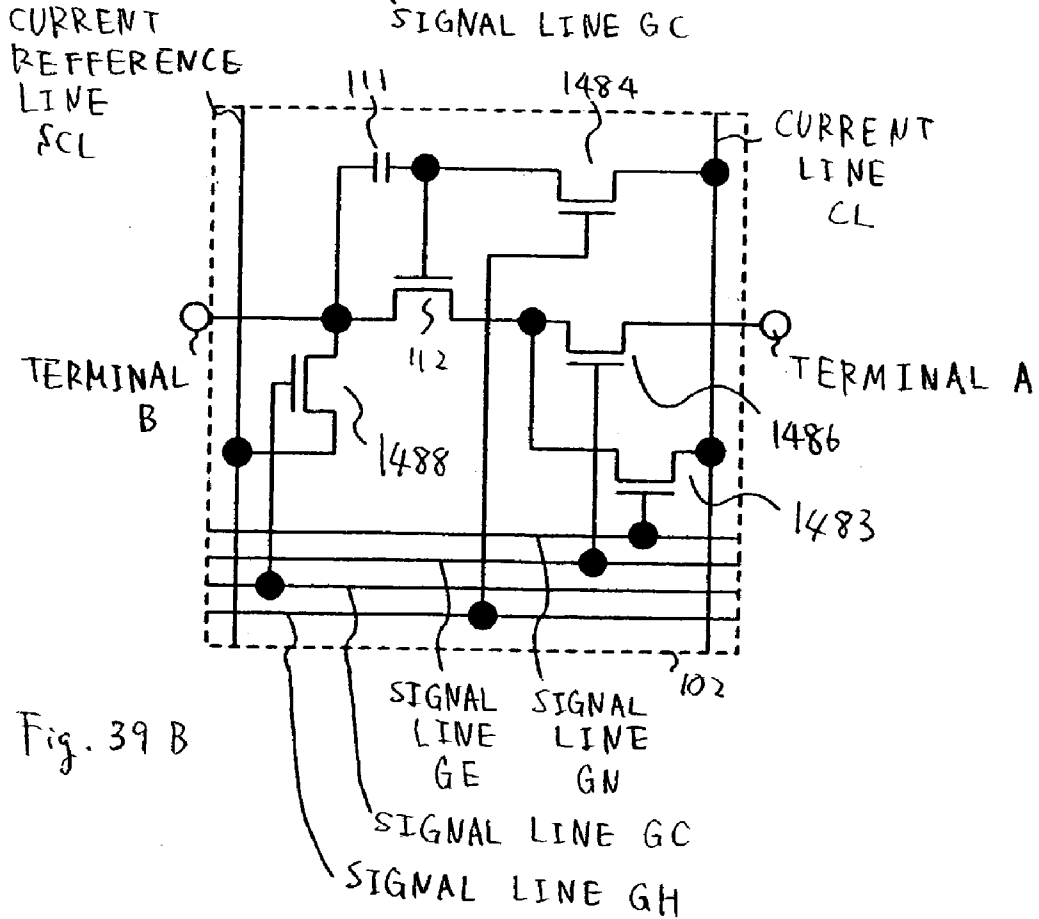 SIGNAL LINE GC
CURRENT
REFFERENCE
LINE
SCL
111
1484
CURRENT
LINE
CL
112
TERMINAL
B
TERMINAL A
1486
1488
1483
102
SIGNAL
LINE
GE
SIGNAL
LINE
GN
Fig. 39 B
SIGNAL LINE GC
SIGNAL LINE GH